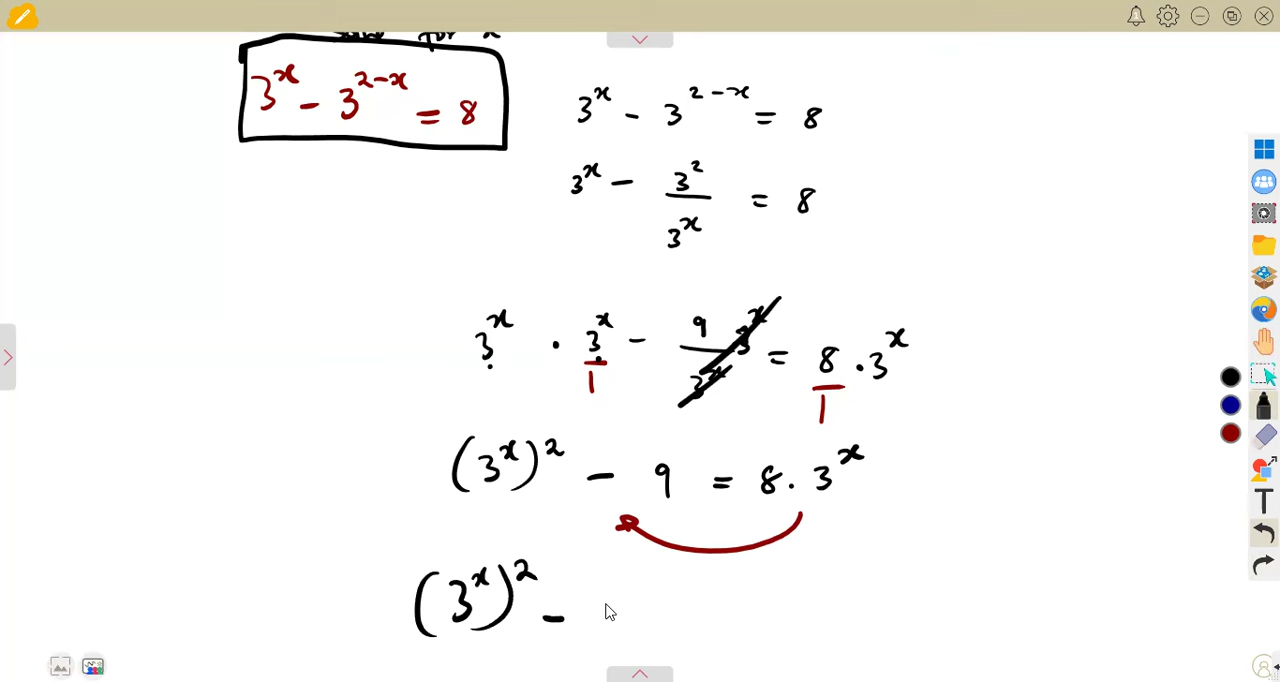 3^x - 3^{2-x} = 8
3^x - 3^{2-x} = 8
3^x - 3^2/3^x = 8
3^x · 3^x/1 - 9/3^x 3^x = 8/1 · 3^x
(3^x)^2 - 9 = 8 · 3^x
(3^x)^2 -